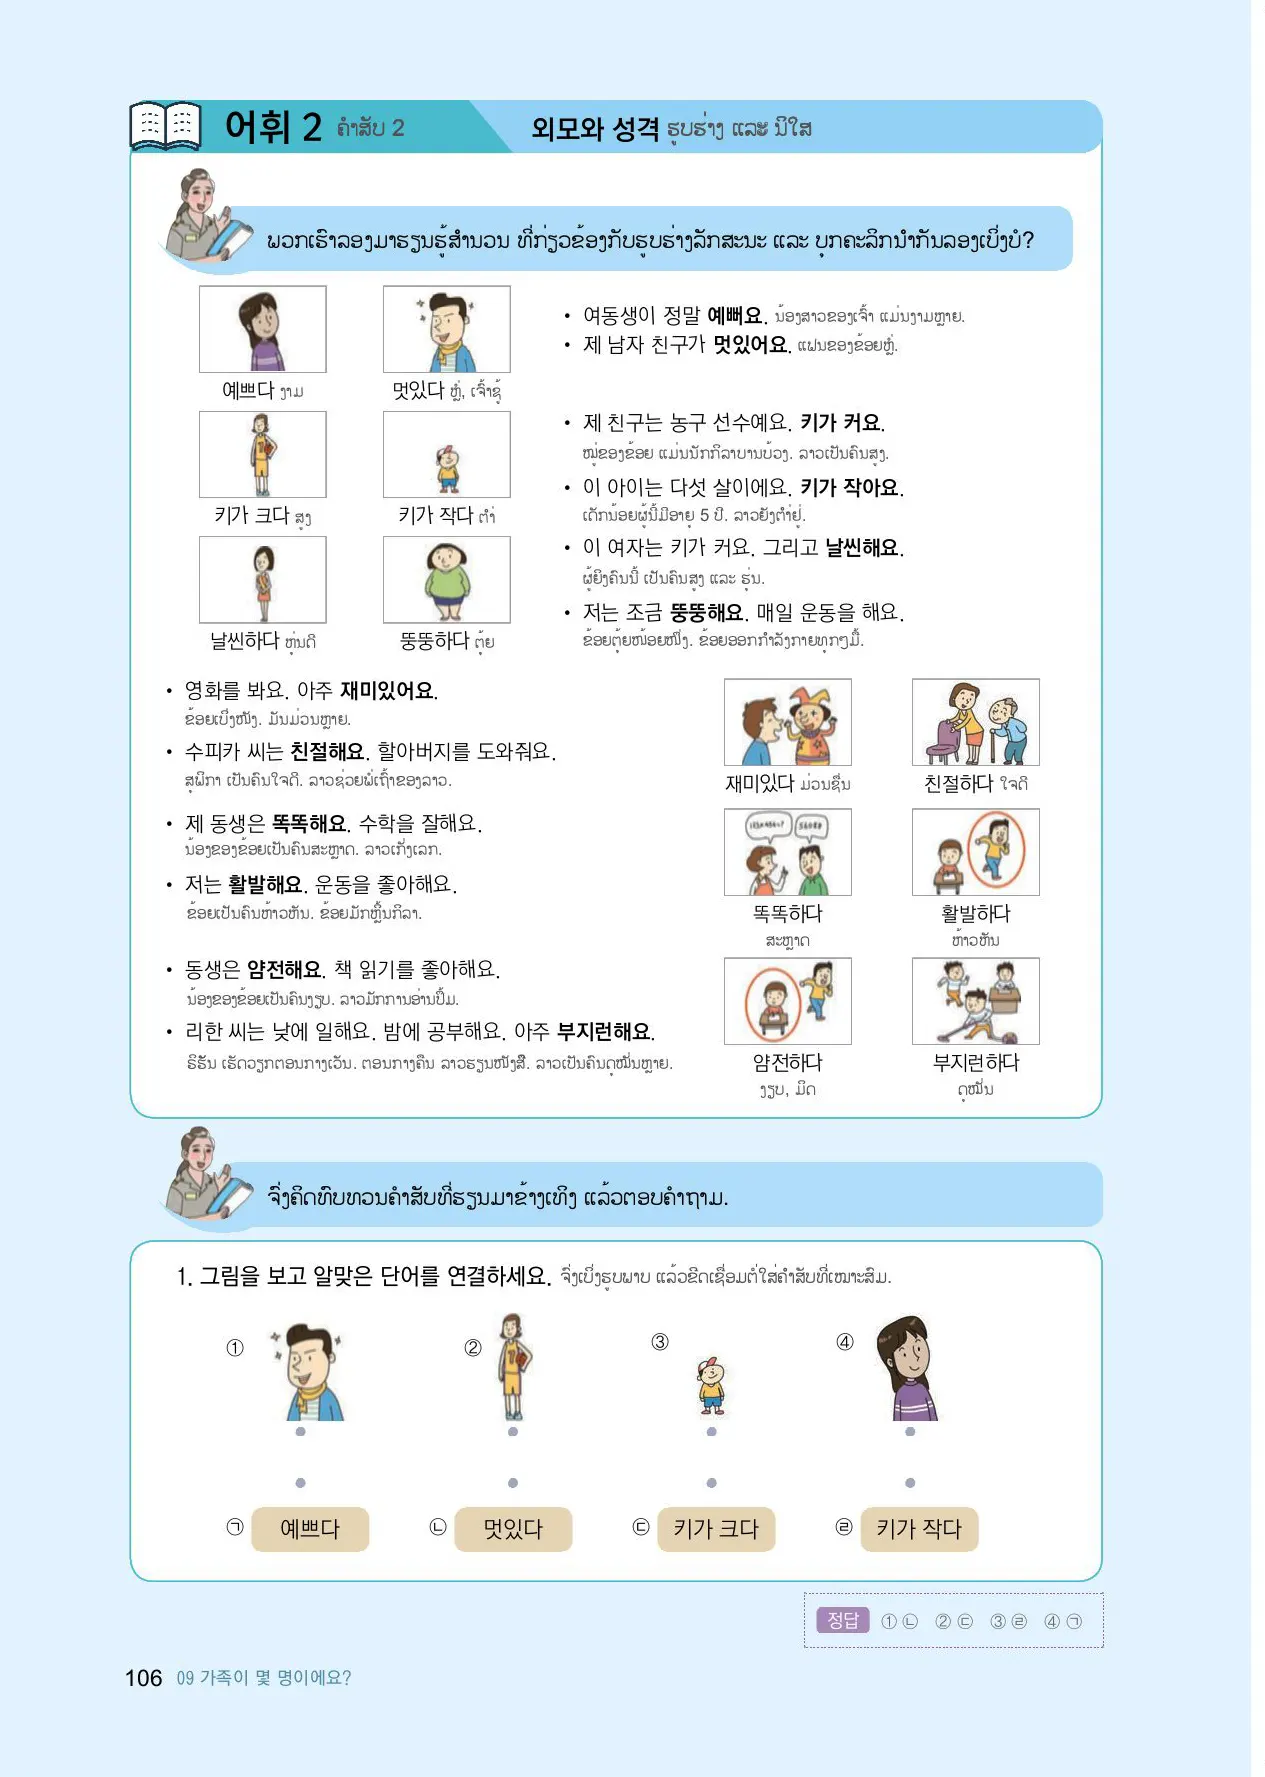 어휘 2 ຄຳສັບ 2
외모와 성격 ຮູບຮ່າງ ແລະ ນິໃສ
ພວກເຮົາລອງມາຮຽນຮູ້ສຳນວນ ທີ່ກ່ຽວຂ້ອງກັບຮູບຮ່າງລັກສະນະ ແລະ ບຸກຄະລິກນຳກັນລອງເບິ່ງບໍ?
예쁘다 ງາມ
멋있다 ຫຼໍ່, ເຈົ້າຊູ້
• 여동생이 정말 예뻐요. ນ້ອງສາວຂອງເຈົ້າ ແມ່ນງາມຫຼາຍ.
• 제 남자 친구가 멋있어요. ແຟນຂອງຂ້ອຍຫຼໍ່.
키가 크다 ສູງ
키가 작다 ຕ່ຳ
• 제 친구는 농구 선수예요. 키가 커요.
ໝູ່ຂອງຂ້ອຍ ແມ່ນນັກກິລາບານບ້ວງ. ລາວເປັນຄົນສູງ.
• 이 아이는 다섯 살이에요. 키가 작아요.
ເດັກນ້ອຍຜູ້ນີ້ມີອາຍຸ 5 ປີ. ລາວຍັງຕ່ຳຢູ່.
날씬하다 ຫຸ່ນດີ
뚱뚱하다 ຕຸ້ຍ
• 이 여자는 키가 커요. 그리고 날씬해요.
ຜູ້ຍິງຄົນນີ້ ເປັນຄົນສູງ ແລະ ຮຸ່ນ.
• 저는 조금 뚱뚱해요. 매일 운동을 해요.
ຂ້ອຍຕຸ້ຍໜ້ອຍໜຶ່ງ. ຂ້ອຍອອກກຳລັງກາຍທຸກໆມື້.
• 영화를 봐요. 아주 재미있어요.
ຂ້ອຍເບິ່ງໜັງ. ມັນມ່ວນຫຼາຍ.
• 수피카 씨는 친절해요. 할아버지를 도와줘요.
ສຸພິກາ ເປັນຄົນໃຈດີ. ລາວຊ່ວຍພໍ່ເຖົ້າຂອງລາວ.
재미있다 ມ່ວນຊື່ນ
친절하다 ໃຈດີ
• 제 동생은 똑똑해요. 수학을 잘해요.
ນ້ອງຂອງຂ້ອຍເປັນຄົນສະຫຼາດ. ລາວເກັ່ງເລກ.
• 저는 활발해요. 운동을 좋아해요.
ຂ້ອຍເປັນຄົນຫ້າວຫັນ. ຂ້ອຍມັກຫຼິ້ນກິລາ.
똑똑하다
ສະຫຼາດ
활발하다
ຫ້າວຫັນ
• 동생은 얌전해요. 책 읽기를 좋아해요.
ນ້ອງຂອງຂ້ອຍເປັນຄົນງຽບ. ລາວມັກການອ່ານປຶ້ມ.
• 리한 씨는 낮에 일해요. 밤에 공부해요. 아주 부지런해요.
ຣິຮັນ ເຮັດວຽກຕອນກາງເວັນ. ຕອນກາງຄືນ ລາວຮຽນໜັງສື. ລາວເປັນຄົນດຸໝັ່ນຫຼາຍ.
얌전하다
ງຽບ, ມິດ
부지런하다
ດຸໝັ່ນ
ຈົ່ງຄິດທົບທວນຄຳສັບທີ່ຮຽນມາຂ້າງເທິງ ແລ້ວຕອບຄຳຖາມ.
1. 그림을 보고 알맞은 단어를 연결하세요. ຈົ່ງເບິ່ງຮູບພາບ ແລ້ວຂີດເຊື່ອມຕໍ່ໃສ່ຄຳສັບທີ່ເໝາະສົມ.
① ② ③ ④
㉠ 예쁘다 ㉡ 멋있다 ㉢ 키가 크다 ㉣ 키가 작다
정답 ①㉡ ②㉢ ③㉣ ④㉠
106 09 가족이 몇 명이에요?